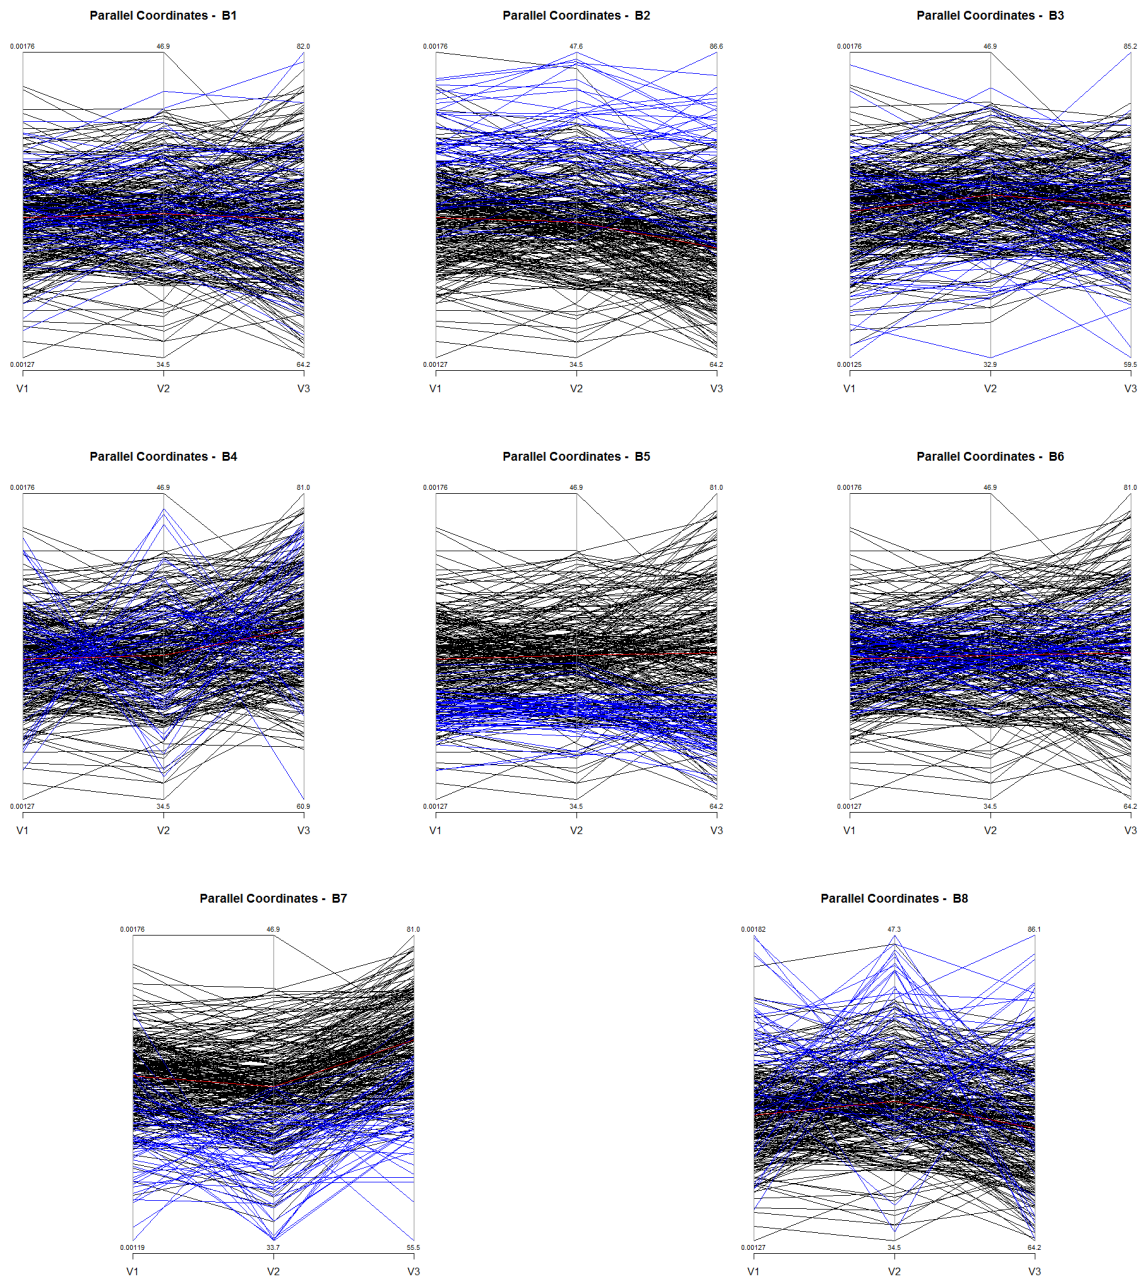 Parallel Coordinates - B1
Parallel Coordinates - B2
Parallel Coordinates - B3
0.00176 46.9 82.0
0.00176 47.6 86.6
0.00176 46.9 85.2
0.00127 34.5 64.2
0.00127 34.5 64.2
0.00125 32.9 59.5
V1 V2 V3
V1 V2 V3
V1 V2 V3
Parallel Coordinates - B4
Parallel Coordinates - B5
Parallel Coordinates - B6
0.00176 46.9 81.0
0.00176 46.9 81.0
0.00176 46.9 81.0
0.00127 34.5 60.9
0.00127 34.5 64.2
0.00127 34.5 64.2
V1 V2 V3
V1 V2 V3
V1 V2 V3
Parallel Coordinates - B7
Parallel Coordinates - B8
0.00176 46.9 81.0
0.00182 47.3 86.1
0.00119 33.7 55.5
0.00127 34.5 64.2
V1 V2 V3
V1 V2 V3